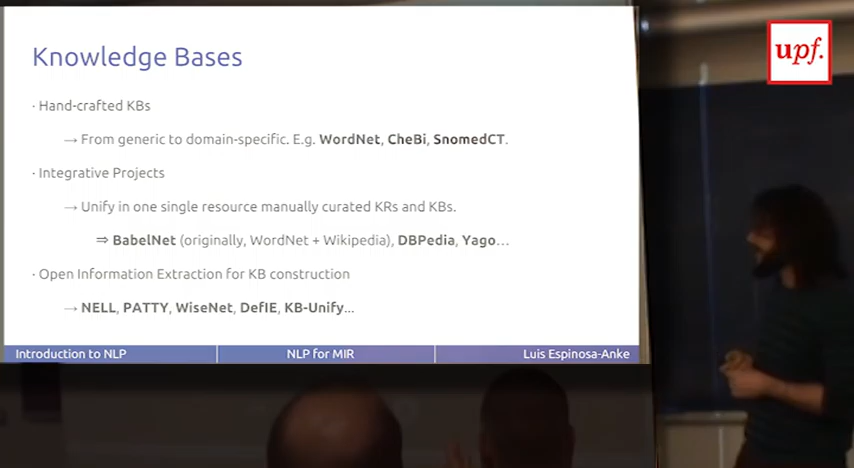 Knowledge Bases
· Hand-crafted KBs
→ From generic to domain-specific. E.g. WordNet, CheBi, SnomedCT.
· Integrative Projects
→ Unify in one single resource manually curated KRs and KBs.
⇒ BabelNet (originally, WordNet + Wikipedia), DBPedia, Yago...
· Open Information Extraction for KB construction
→ NELL, PATTY, WiseNet, DefIE, KB-Unify...
Introduction to NLP NLP for MIR Luis Espinosa-Anke
upf.